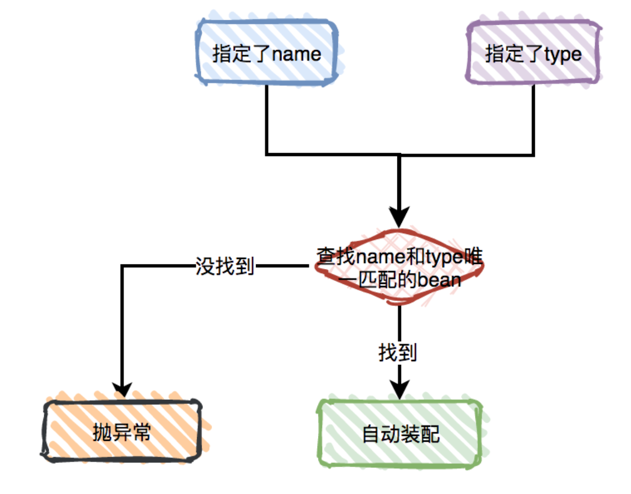 指定了name
指定了type
查找name和type唯
一匹配的bean
没找到
找到
抛异常
自动装配